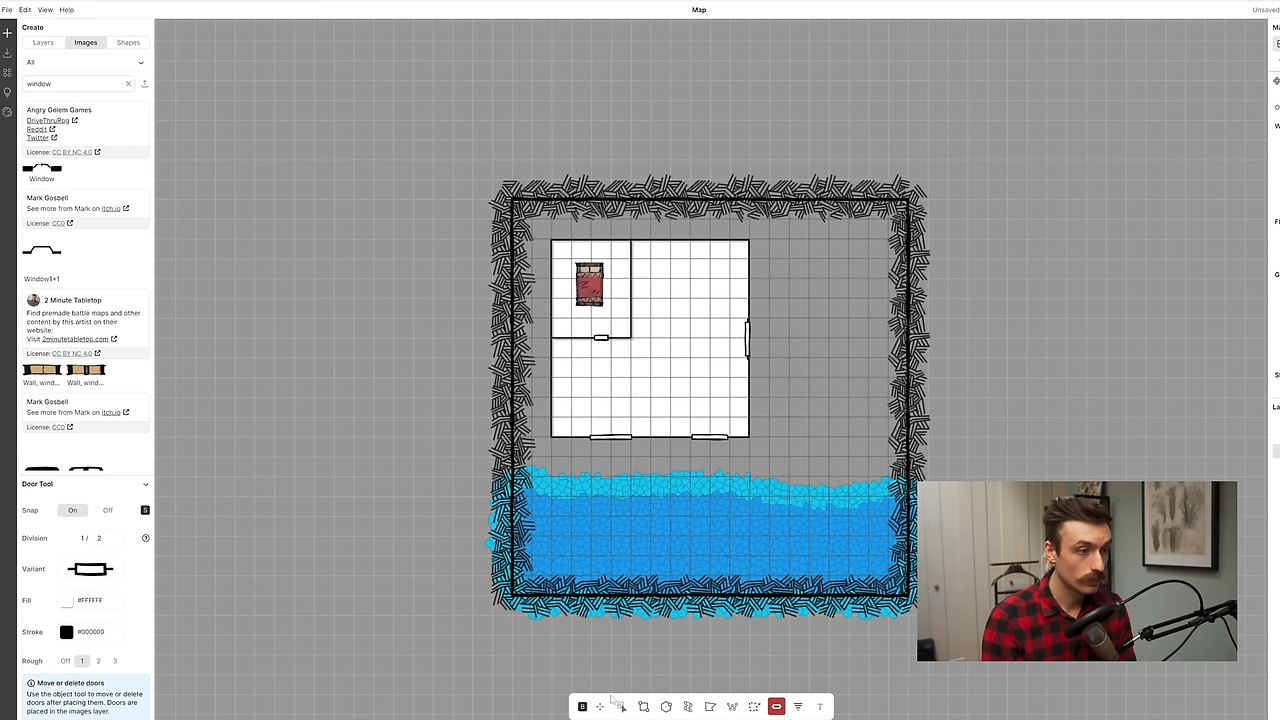 File Edit View Help
Map
Unsaved
Create
Layers Images Shapes
All
window
Angry Golem Games
DriveThruRpg
Reddit
Twitter
License: CC BY NC 4.0
Window
Mark Gosbell
See more from Mark on itch.io
License: CC0
Window1x1
2 Minute Tabletop
Find premade battle maps and other
content by this artist on their
website:
Visit 2minutetabletop.com
License: CC BY NC 4.0
Wall, wind... Wall, wind...
Mark Gosbell
See more from Mark on itch.io
License: CC0
Door Tool
Snap On Off S
Division 1 / 2
Variant
Fill #FFFFFF
Stroke #000000
Rough Off 1 2 3
Move or delete doors
Use the object tool to move or delete
doors after placing them. Doors are
placed in the images layer.
B
T